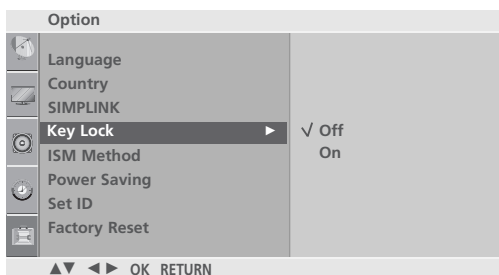 Option
Language
Country
SIMPLINK
Key Lock ►
√ Off
ISM Method
On
Power Saving
Set ID
Factory Reset
▲▼ ◄► OK RETURN